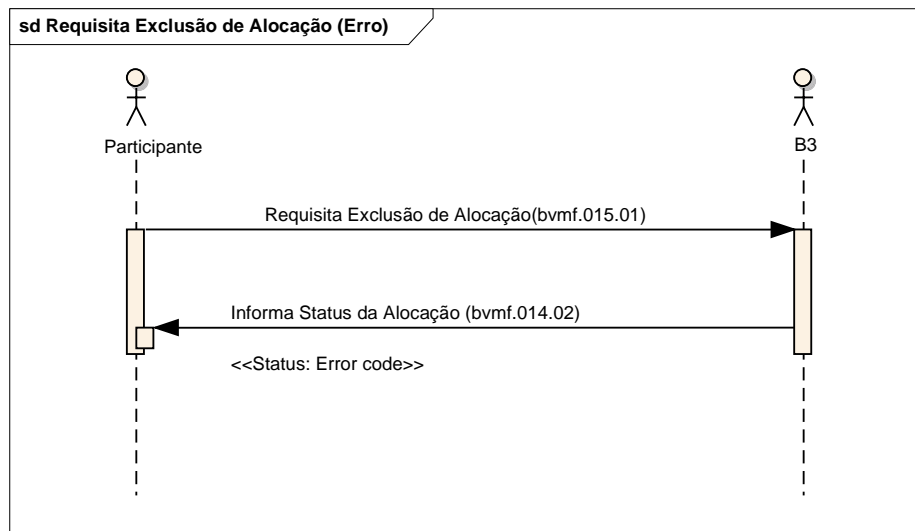 sd Requisita Exclusão de Alocação (Erro)
Participante
B3
Requisita Exclusão de Alocação(bvmf.015.01)
Informa Status da Alocação (bvmf.014.02)
<<Status: Error code>>